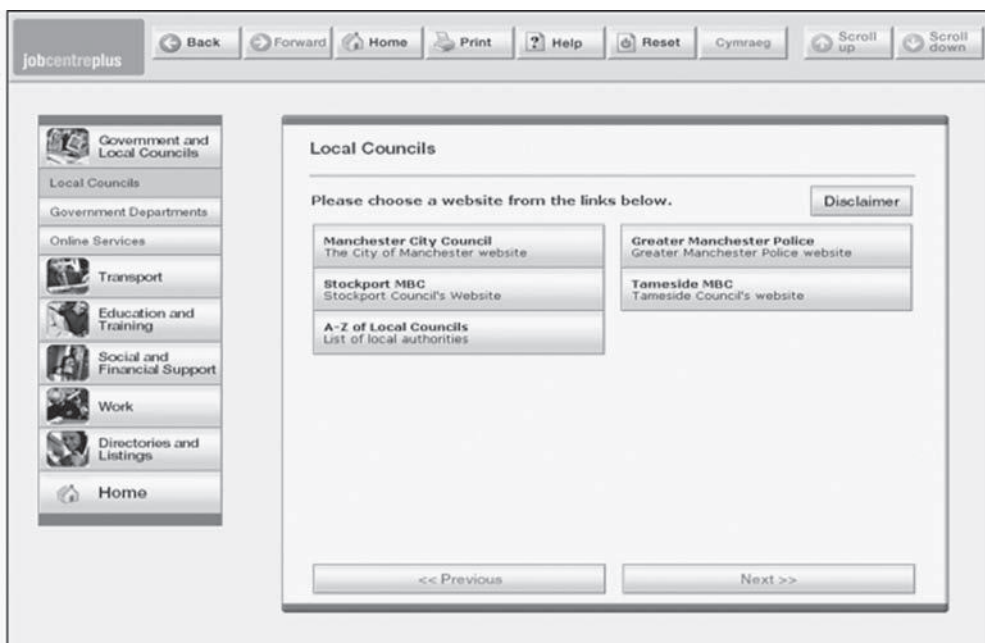 jobcentreplus
Back
Forward
Home
Print
Help
Reset
Cymraeg
Scroll
up
Scroll
down
Government and
Local Councils
Local Councils
Government Departments
Online Services
Transport
Education and
Training
Social and
Financial Support
Work
Directories and
Listings
Home
Local Councils
Please choose a website from the links below.
Disclaimer
Manchester City Council
The City of Manchester website
Greater Manchester Police
Greater Manchester Police website
Stockport MBC
Stockport Council's Website
Tameside MBC
Tameside Council's website
A-Z of Local Councils
List of local authorities
<< Previous
Next >>